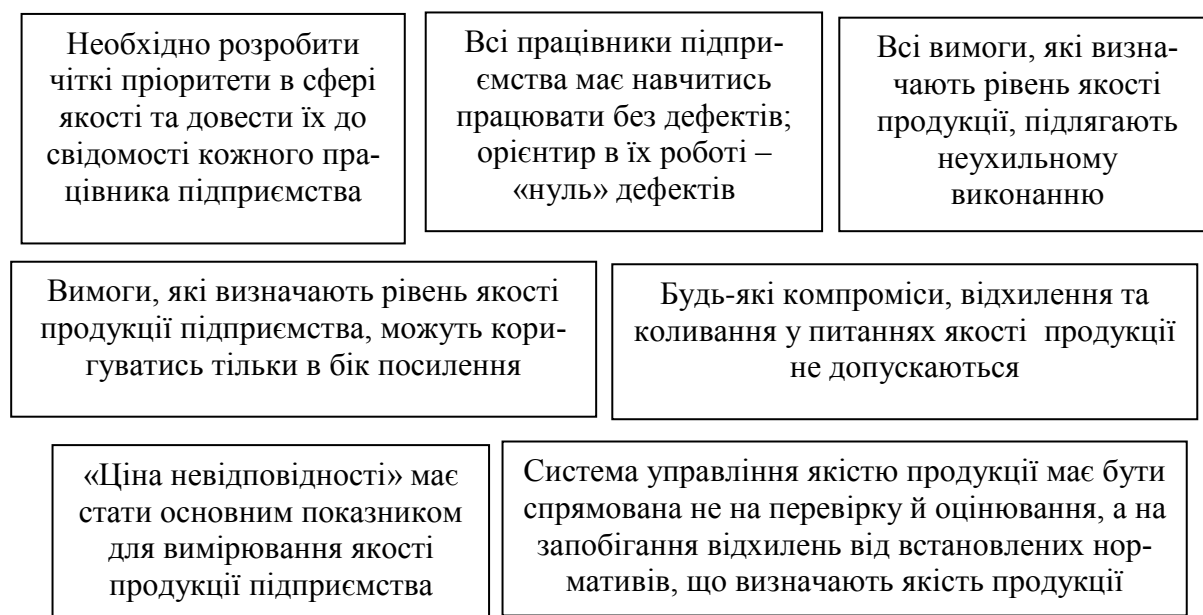 Необхідно розробити
чіткі пріоритети в сфері
якості та довести їх до
свідомості кожного пра-
цівника підприємства
Всі працівники підпри-
ємства має навчитись
працювати без дефектів;
орієнтир в їх роботі –
«нуль» дефектів
Всі вимоги, які визна-
чають рівень якості
продукції, підлягають
неухильному
виконанню
Вимоги, які визначають рівень якості
продукції підприємства, можуть кори-
гуватись тільки в бік посилення
Будь-які компроміси, відхилення та
коливання у питаннях якості продукції
не допускаються
«Ціна невідповідності» має
стати основним показником
для вимірювання якості
продукції підприємства
Система управління якістю продукції має бути
спрямована не на перевірку й оцінювання, а на
запобігання відхилень від встановлених нор-
мативів, що визначають якість продукції